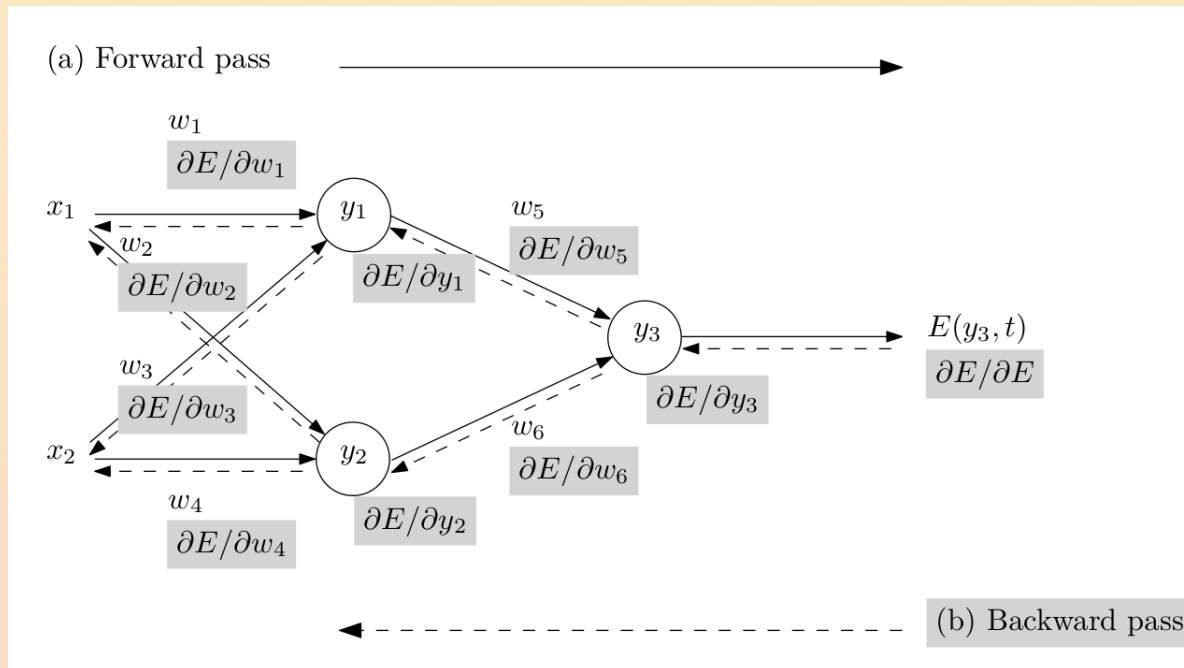 (a) Forward pass
w₁
∂E/∂w₁
x₁
y₁
w₅
∂E/∂w₅
w₂
∂E/∂w₂
∂E/∂y₁
y₃
E(y₃, t)
∂E/∂E
w₃
∂E/∂w₃
∂E/∂y₃
x₂
y₂
w₆
∂E/∂w₆
w₄
∂E/∂w₄
∂E/∂y₂
(b) Backward pass